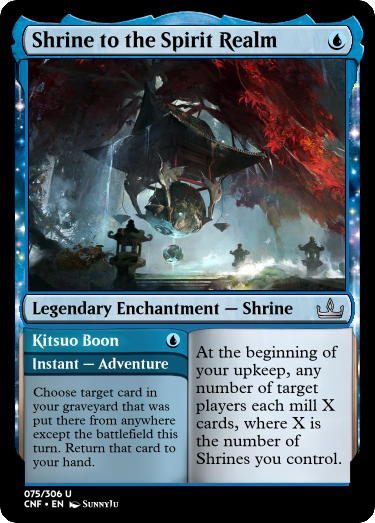 Shrine to the Spirit Realm
Legendary Enchantment — Shrine
Kitsuo Boon
Instant — Adventure
Choose target card in
your graveyard that was
put there from anywhere
except the battlefield this
turn. Return that card to
your hand.
At the beginning of
your upkeep, any
number of target
players each mill X
cards, where X is
the number of
Shrines you control.
075/306 U
CNF • EN SunnyJu